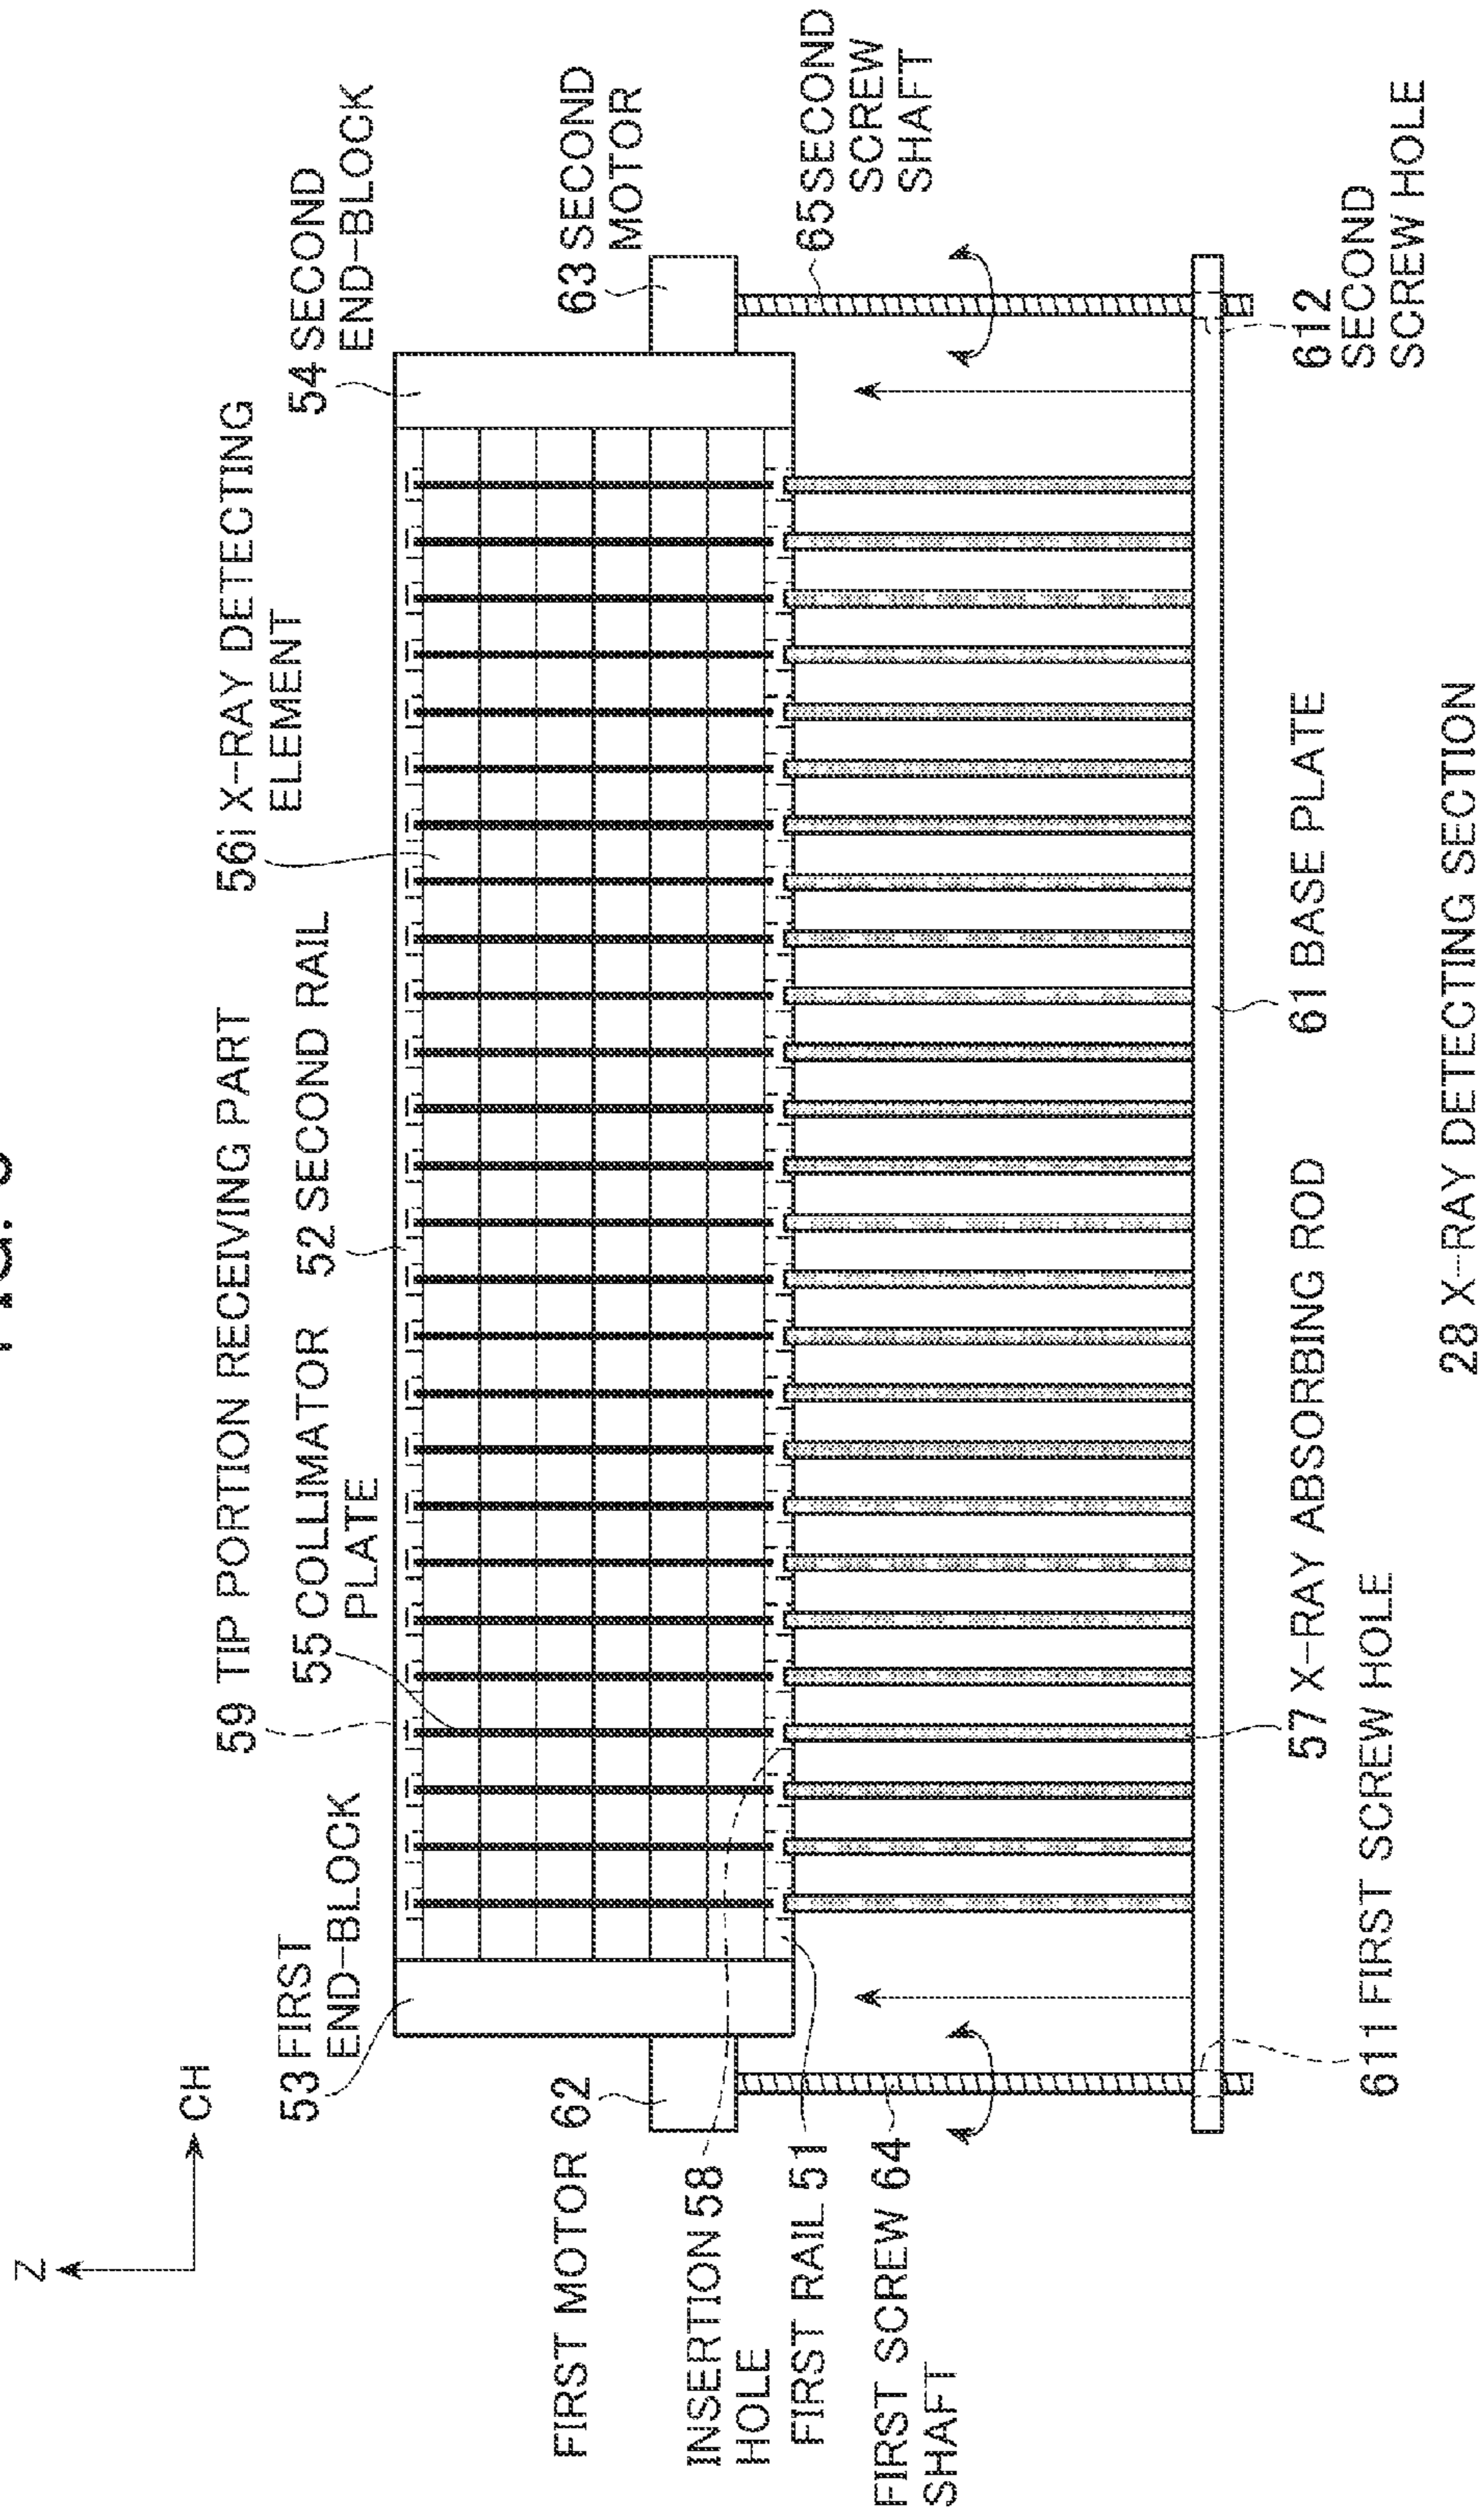 Z
CH
53 FIRST
END-BLOCK
59 TIP PORTION RECEIVING PART
55 COLLIMATOR
PLATE
52 SECOND RAIL
56i X-RAY DETECTING
ELEMENT
54 SECOND
END-BLOCK
FIRST MOTOR 62
63 SECOND
MOTOR
INSERTION 58
HOLE
FIRST RAIL 51
FIRST SCREW 64
SHAFT
65 SECOND
SCREW
SHAFT
611 FIRST SCREW HOLE
57 X-RAY ABSORBING ROD
61 BASE PLATE
612
SECOND
SCREW HOLE
28 X-RAY DETECTING SECTION